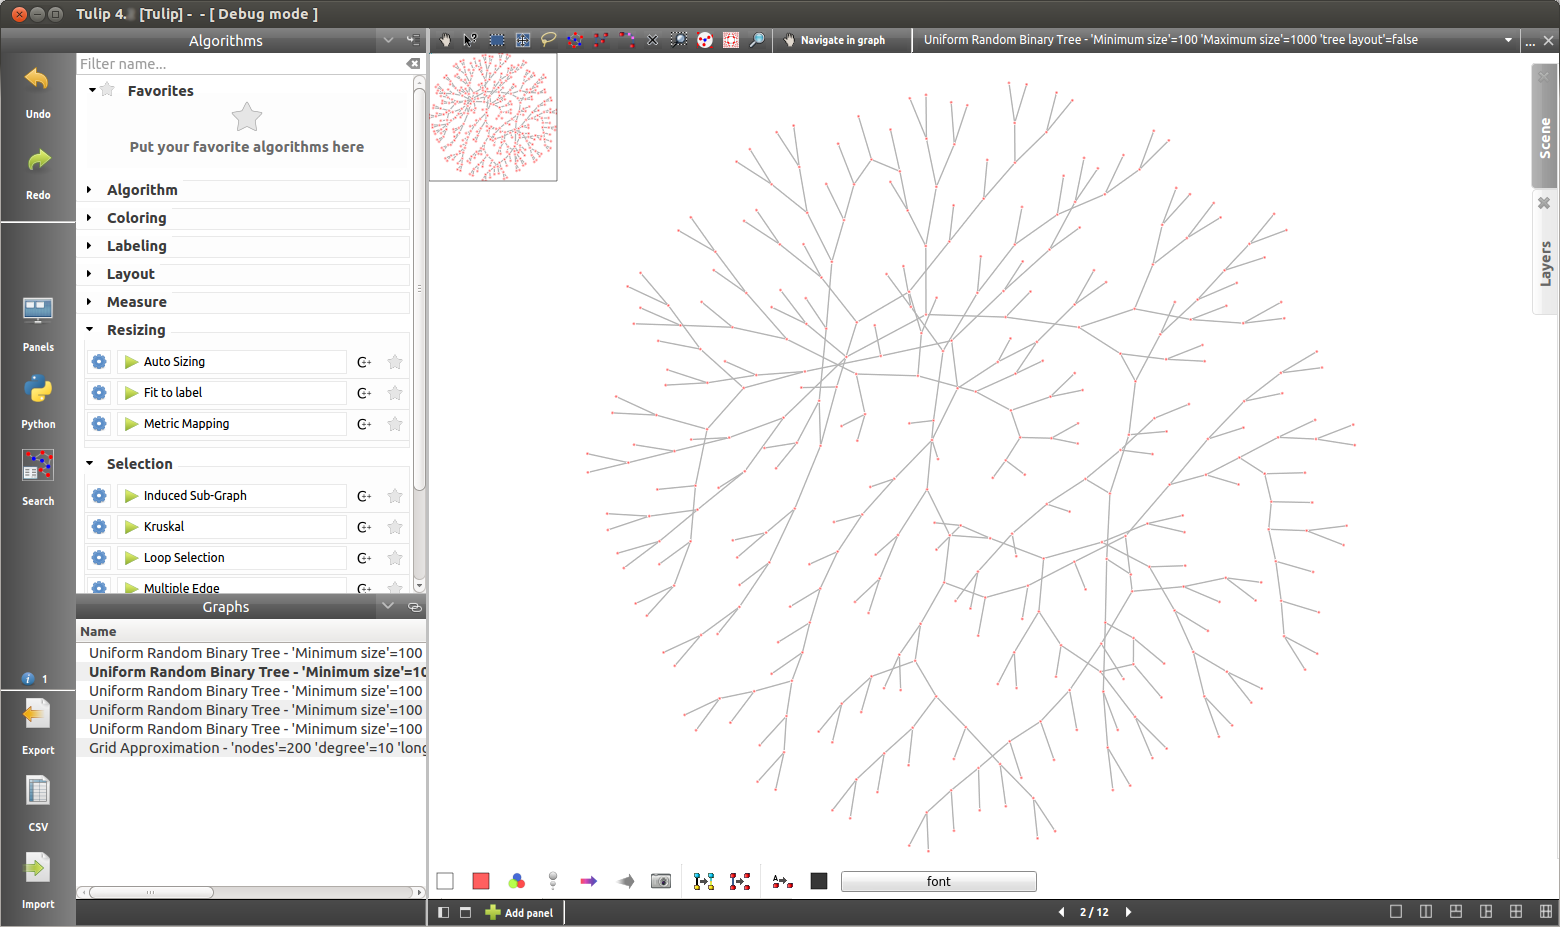 Tulip 4. [Tulip] - - [ Debug mode ]
Algorithms
Navigate in graph
Uniform Random Binary Tree - 'Minimum size'=100 'Maximum size'=1000 'tree layout'=false
...
Undo
Redo
Panels
Python
Search
1
Export
CSV
Import
Filter name...
Favorites
Put your favorite algorithms here
Algorithm
Coloring
Labeling
Layout
Measure
Resizing
Auto Sizing
Fit to label
Metric Mapping
Selection
Induced Sub-Graph
Kruskal
Loop Selection
Multiple Edge
Graphs
Name
Uniform Random Binary Tree - 'Minimum size'=100
Uniform Random Binary Tree - 'Minimum size'=10
Uniform Random Binary Tree - 'Minimum size'=100
Uniform Random Binary Tree - 'Minimum size'=100
Uniform Random Binary Tree - 'Minimum size'=100
Grid Approximation - 'nodes'=200 'degree'=10 'long
Scene
Layers
font
Add panel
2 / 12